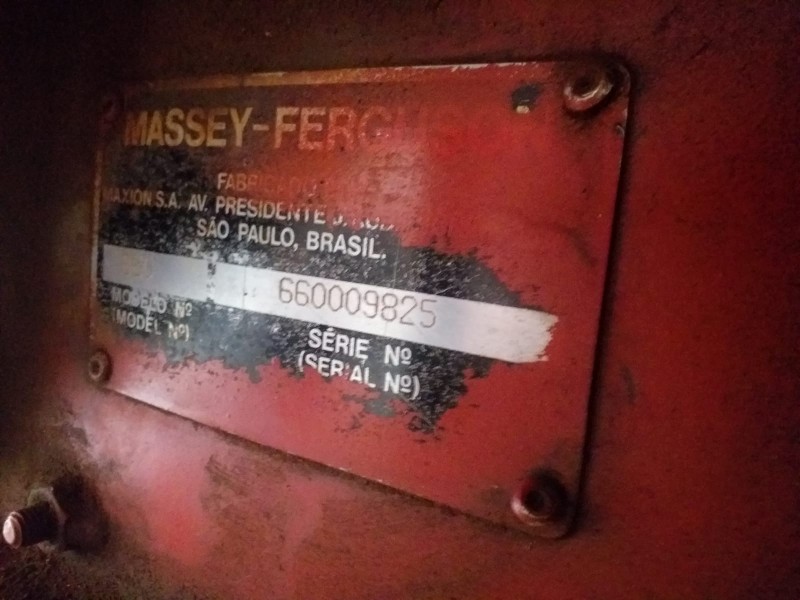 MASSEY-FERG
FABRICADO
MAXION S.A. AV. PRESIDENTE J.
SÃO PAULO, BRASIL.
660009825
MODELO Nº
(MODEL Nº)
SÉRIE Nº
(SERIAL Nº)